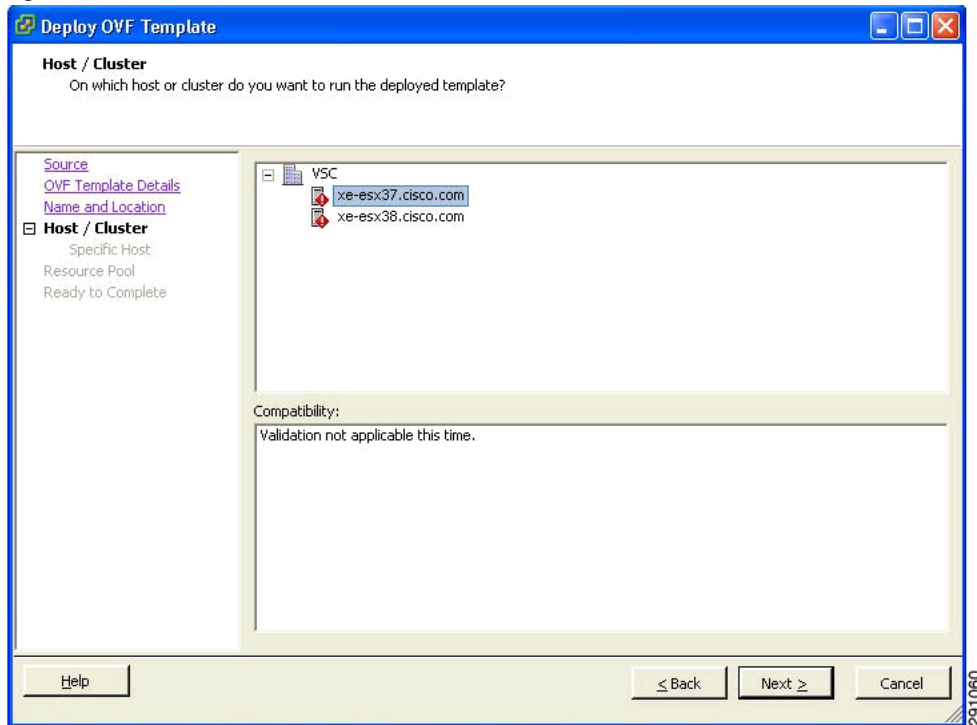 Deploy OVF Template
Host / Cluster
On which host or cluster do you want to run the deployed template?
Source
OVF Template Details
Name and Location
Host / Cluster
Specific Host
Resource Pool
Ready to Complete
VSC
xe-esx37.cisco.com
xe-esx38.cisco.com
Compatibility:
Validation not applicable this time.
Help
≤ Back
Next ≥
Cancel
291060